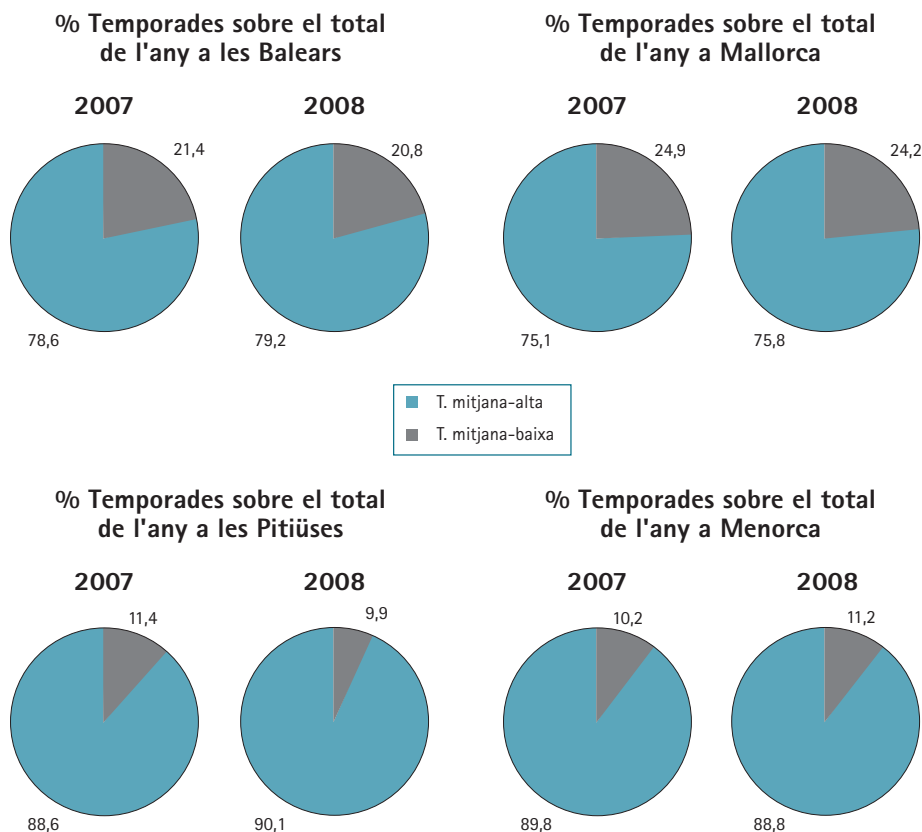 % Temporades sobre el total
de l'any a les Balears
2007
2008
21,4
20,8
78,6
79,2
% Temporades sobre el total
de l'any a Mallorca
2007
2008
24,9
24,2
75,1
75,8
T. mitjana-alta
T. mitjana-baixa
% Temporades sobre el total
de l'any a les Pitiüses
2007
2008
11,4
9,9
88,6
90,1
% Temporades sobre el total
de l'any a Menorca
2007
2008
10,2
11,2
89,8
88,8